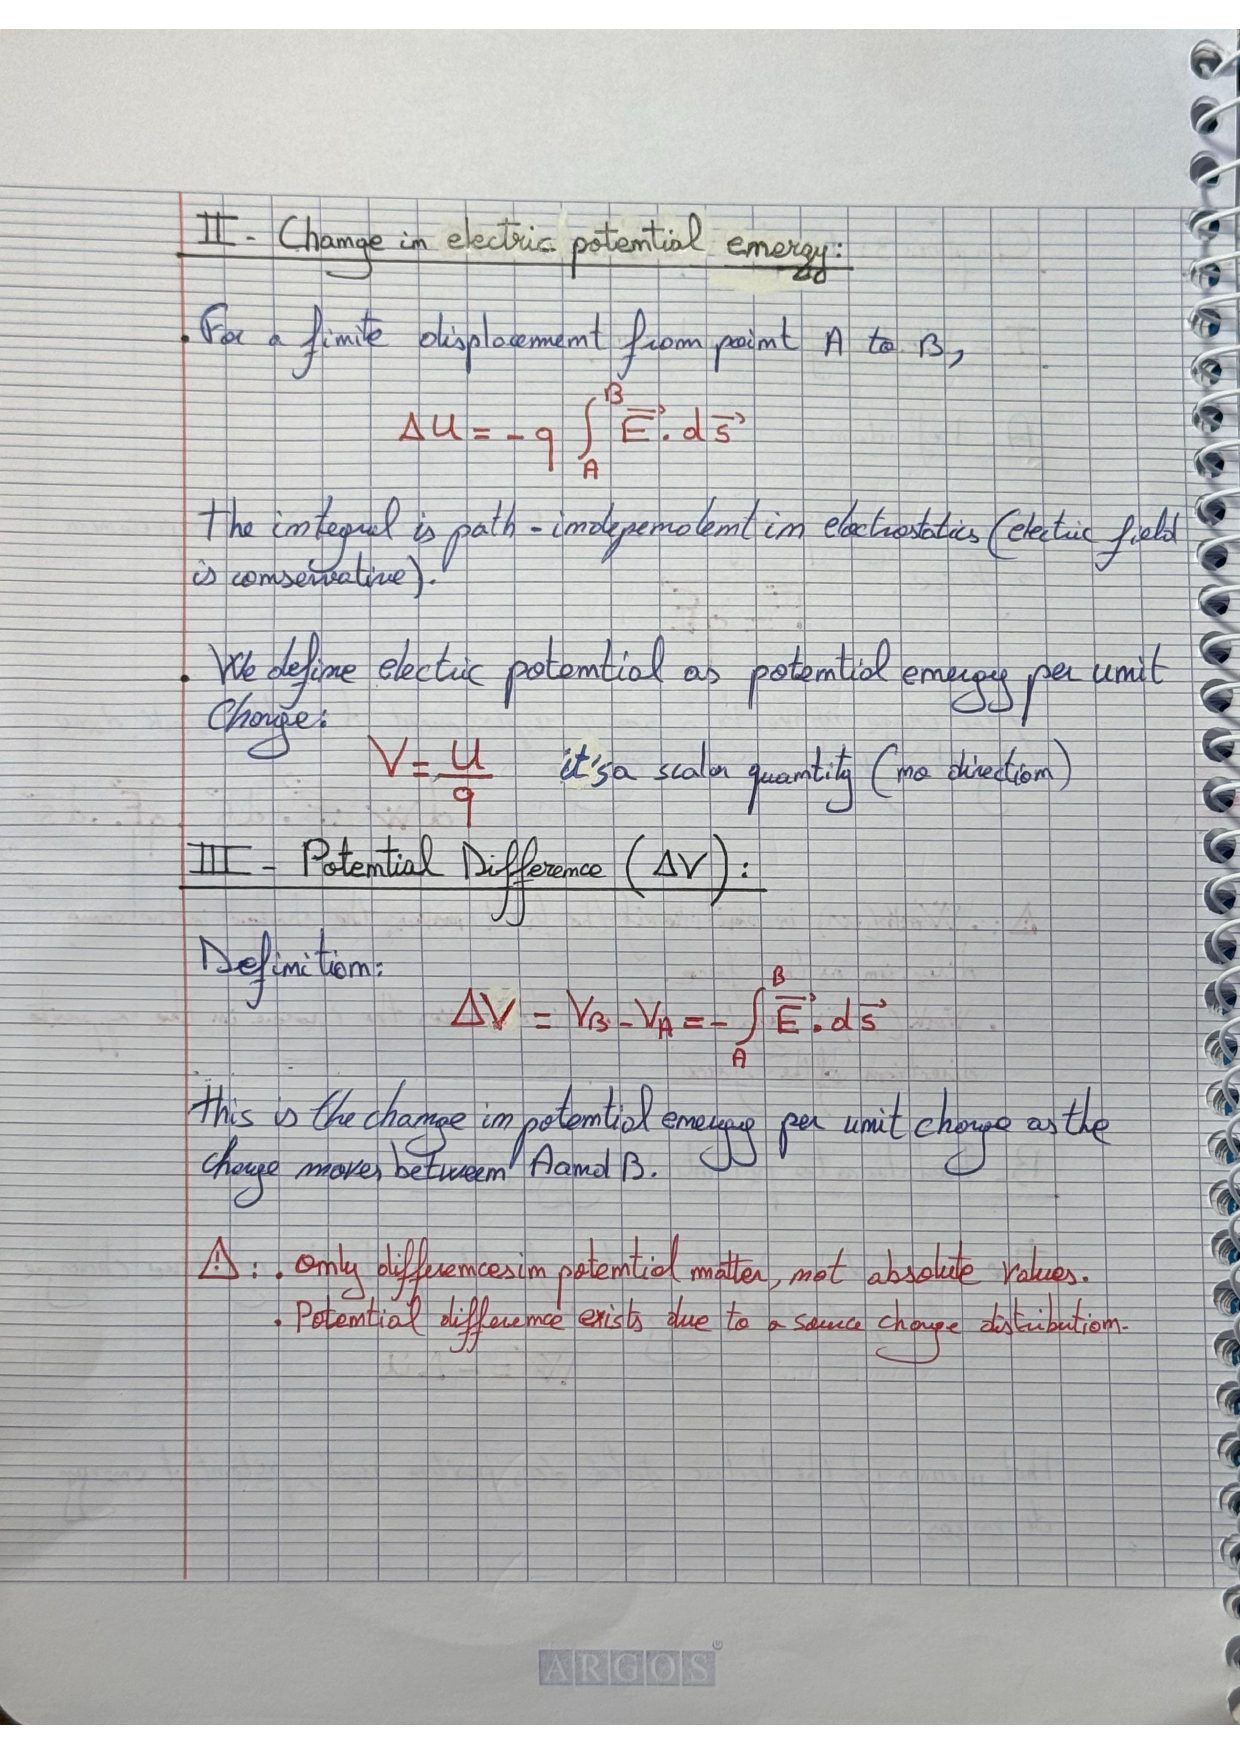 II - Change in electric potential energy:
. For a finite displacement from point A to B,
ΔU = -q ∫_A^B E⃗ . d s⃗
The integral is path-independent in electrostatics (electric field
is conservative).
. We define electric potential as potential energy per unit
Charge:
V = U/q it's a scalar quantity (no direction)
III - Potential Difference (ΔV):
Definition:
ΔV = V_B - V_A = - ∫_A^B E⃗ . d s⃗
This is the change in potential energy per unit charge as the
charge moves between A and B.
⚠ : . Only differences in potential matter, not absolute values.
. Potential difference exists due to a source charge distribution.
ARGOS®